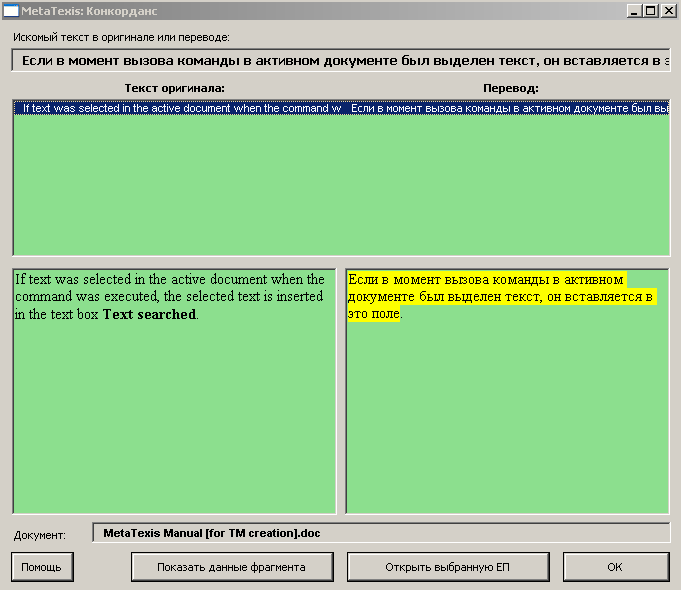 MetaTexis: Конкорданс
Искомый текст в оригинале или переводе:
Если в момент вызова команды в активном документе был выделен текст, он вставляется в э
Текст оригинала: Перевод:
If text was selected in the active document when the command w Если в момент вызова команды в активном документе был вы
If text was selected in the active document when the
command was executed, the selected text is inserted
in the text box Text searched.
Если в момент вызова команды в активном
документе был выделен текст, он вставляется в
это поле.
Документ: MetaTexis Manual [for TM creation].doc
Помощь Показать данные фрагмента Открыть выбранную ЕП OK